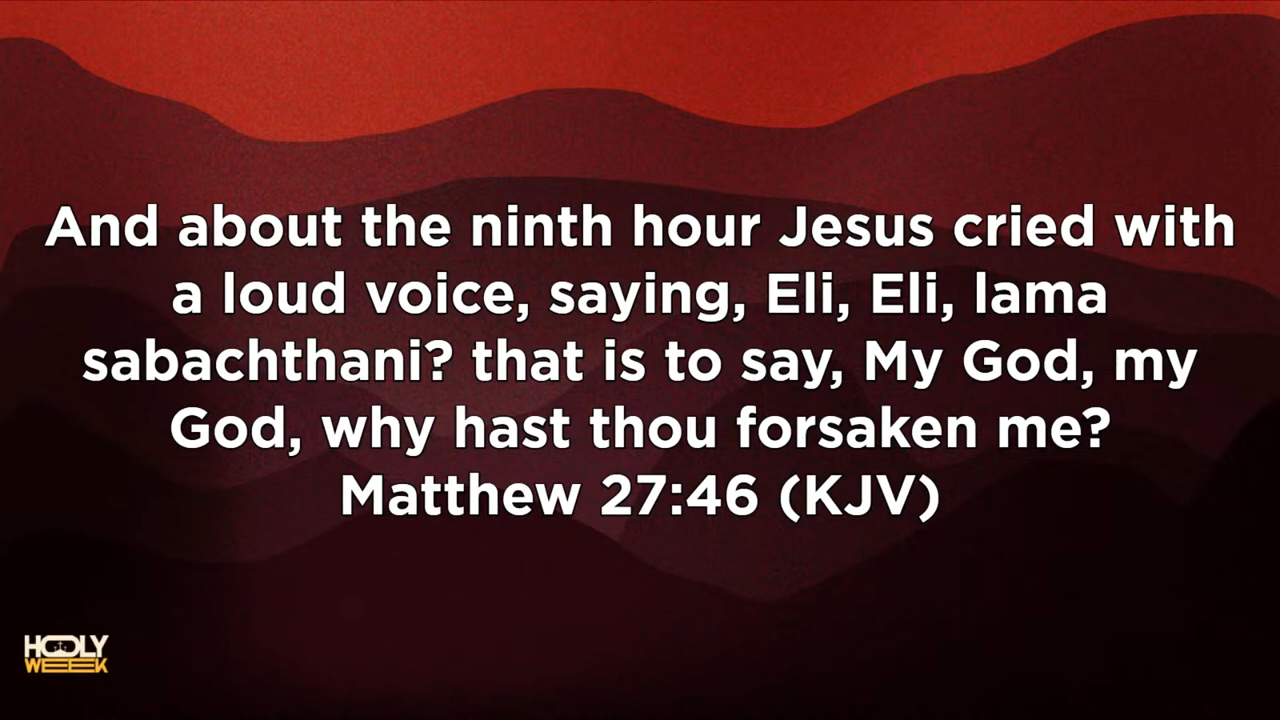 And about the ninth hour Jesus cried with
a loud voice, saying, Eli, Eli, lama
sabachthani? that is to say, My God, my
God, why hast thou forsaken me?
Matthew 27:46 (KJV)
HOLY
WEEK